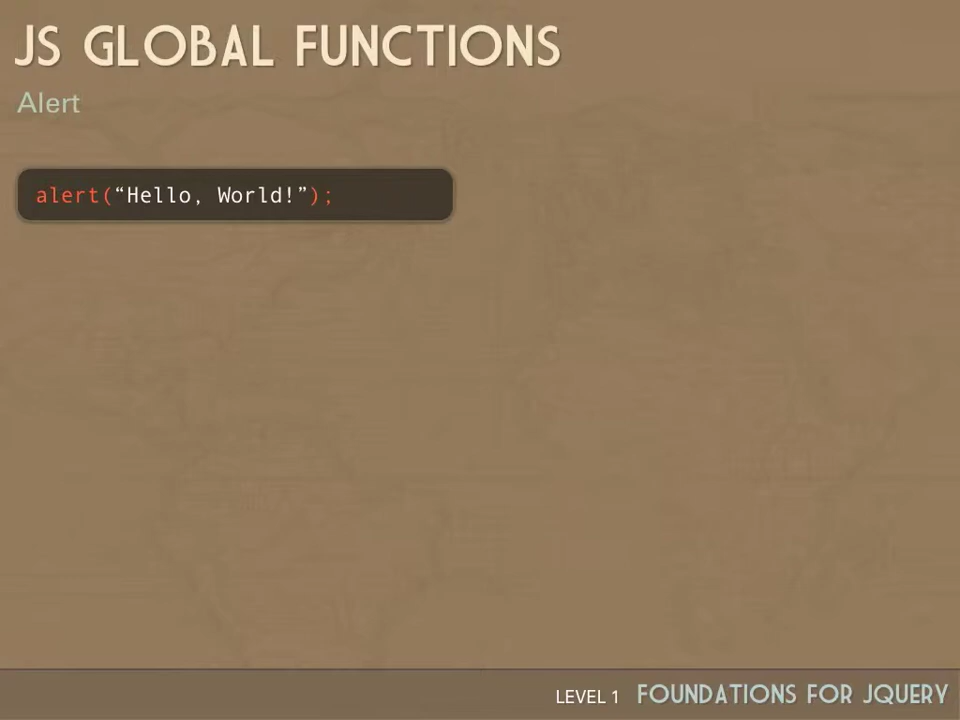 JS GLOBAL FUNCTIONS
Alert
alert(“Hello, World!”);
LEVEL 1 FOUNDATIONS FOR JQUERY